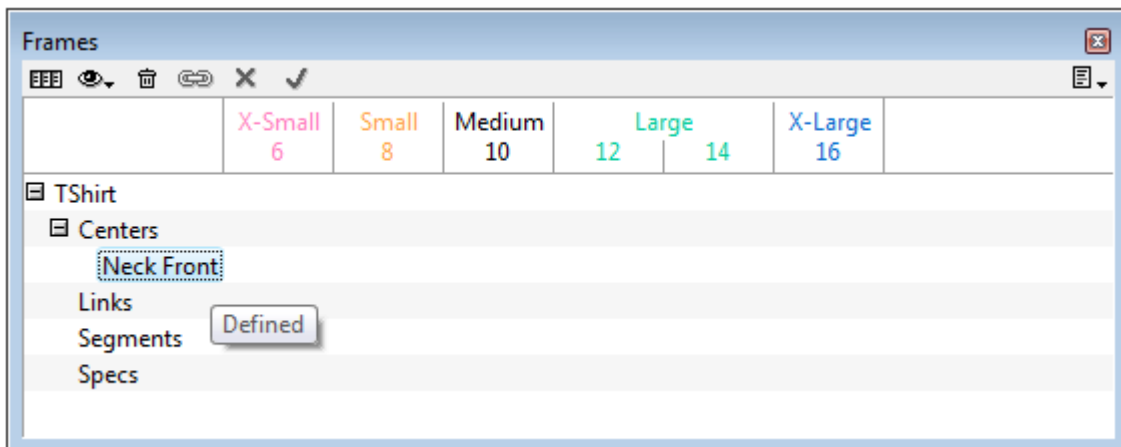 Frames
X-Small Small Medium Large X-Large
6 8 10 12 14 16
TShirt
Centers
Neck Front
Links
Defined
Segments
Specs